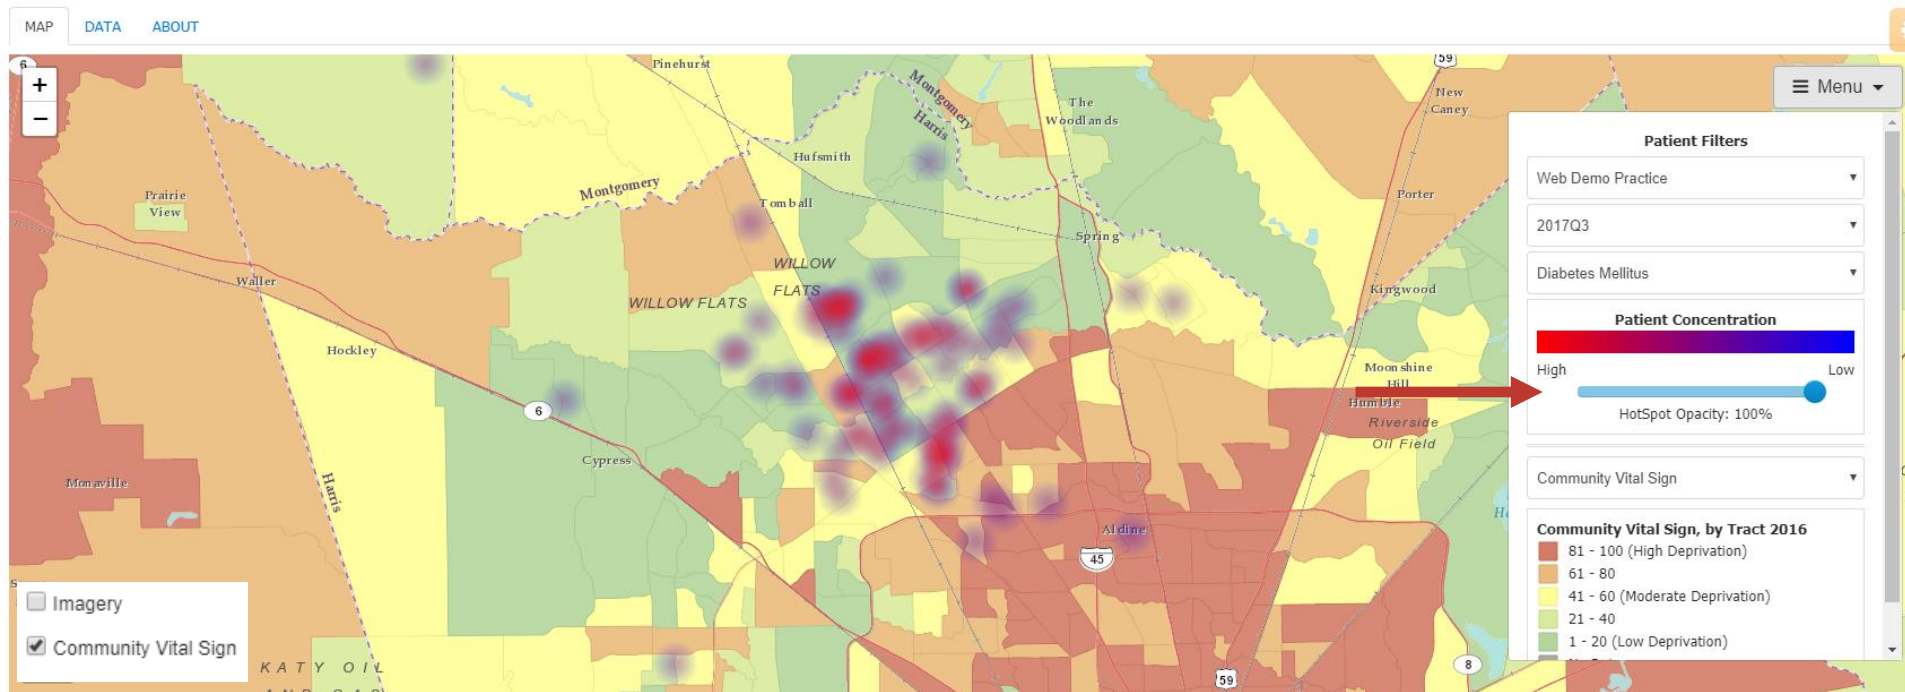 MAP DATA ABOUT
6
+
−
Pinehurst
Montgomery
Harris
The
Woodlands
59
New
Caney
Menu
Hufsmith
Montgomery
Prairie
View
Tomball
Porter
Spring
WILLOW
FLATS
WILLOW FLATS
Waller
Kingwood
Hockley
Moonshine
Hill
Humble
Riverside
Oil Field
6
Cypress
Harris
Monaville
Aldine
45
KATY OIL
AND GAS
59
8
Imagery
Community Vital Sign
Patient Filters
Web Demo Practice
2017Q3
Diabetes Mellitus
Patient Concentration
High Low
HotSpot Opacity: 100%
Community Vital Sign
Community Vital Sign, by Tract 2016
81 - 100 (High Deprivation)
61 - 80
41 - 60 (Moderate Deprivation)
21 - 40
1 - 20 (Low Deprivation)